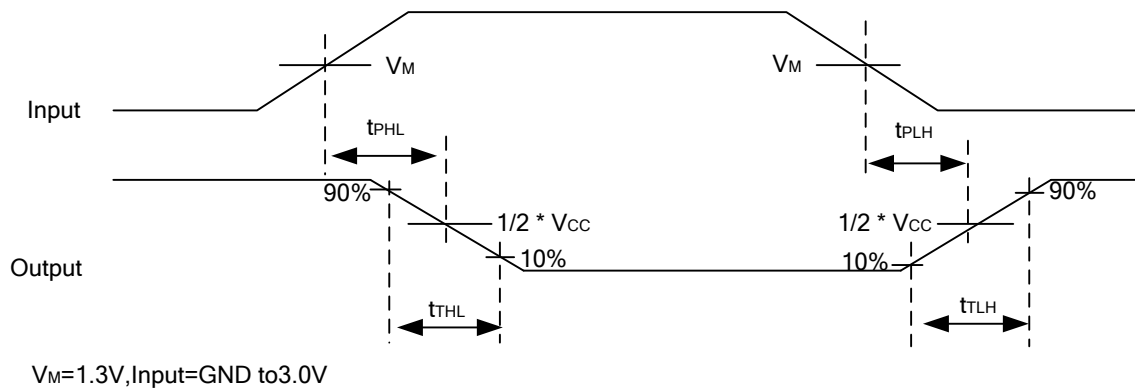 VM VM
Input
tPHL tPLH
90% 90%
1/2 * VCC 1/2 * VCC
Output 10% 10%
tTHL tTLH
VM=1.3V,Input=GND to3.0V